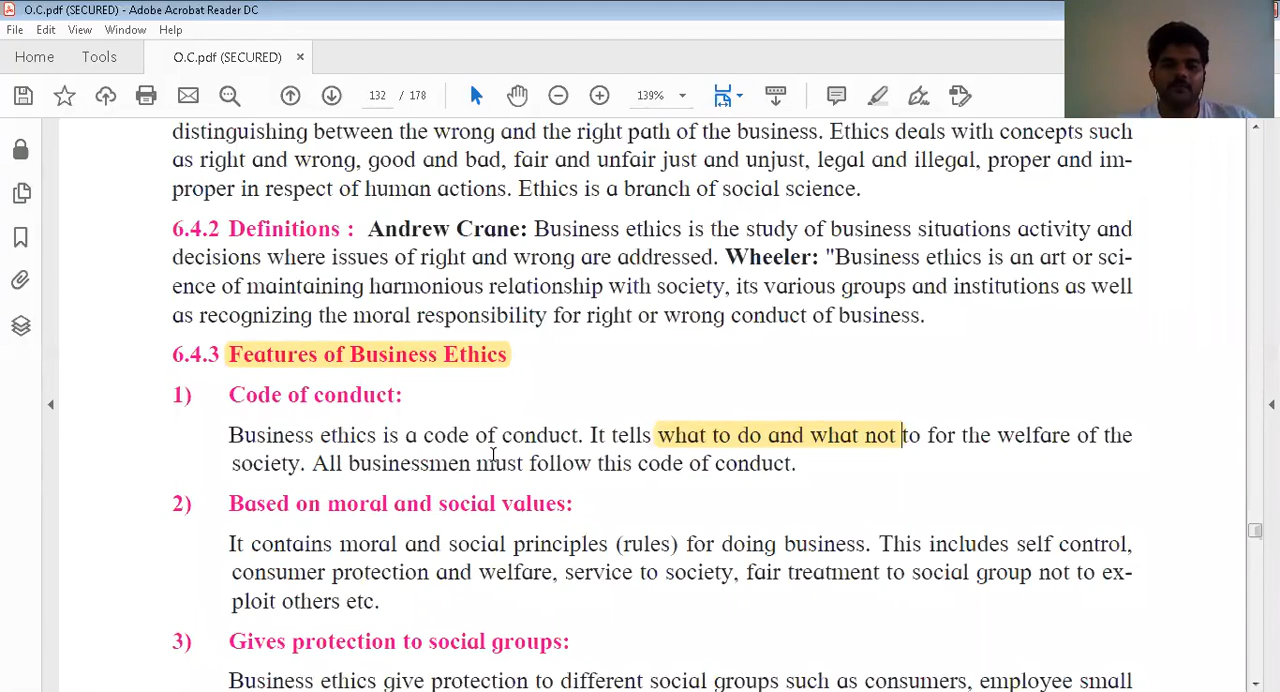 O.C.pdf (SECURED) - Adobe Acrobat Reader DC
File Edit View Window Help
Home Tools O.C.pdf (SECURED) ×
132 / 178 139%
distinguishing between the wrong and the right path of the business. Ethics deals with concepts such
as right and wrong, good and bad, fair and unfair just and unjust, legal and illegal, proper and im-
proper in respect of human actions. Ethics is a branch of social science.
6.4.2 Definitions : Andrew Crane: Business ethics is the study of business situations activity and
decisions where issues of right and wrong are addressed. Wheeler: "Business ethics is an art or sci-
ence of maintaining harmonious relationship with society, its various groups and institutions as well
as recognizing the moral responsibility for right or wrong conduct of business.
6.4.3 Features of Business Ethics
1) Code of conduct:
Business ethics is a code of conduct. It tells what to do and what not to for the welfare of the
society. All businessmen must follow this code of conduct.
2) Based on moral and social values:
It contains moral and social principles (rules) for doing business. This includes self control,
consumer protection and welfare, service to society, fair treatment to social group not to ex-
ploit others etc.
3) Gives protection to social groups:
Business ethics give protection to different social groups such as consumers, employee small